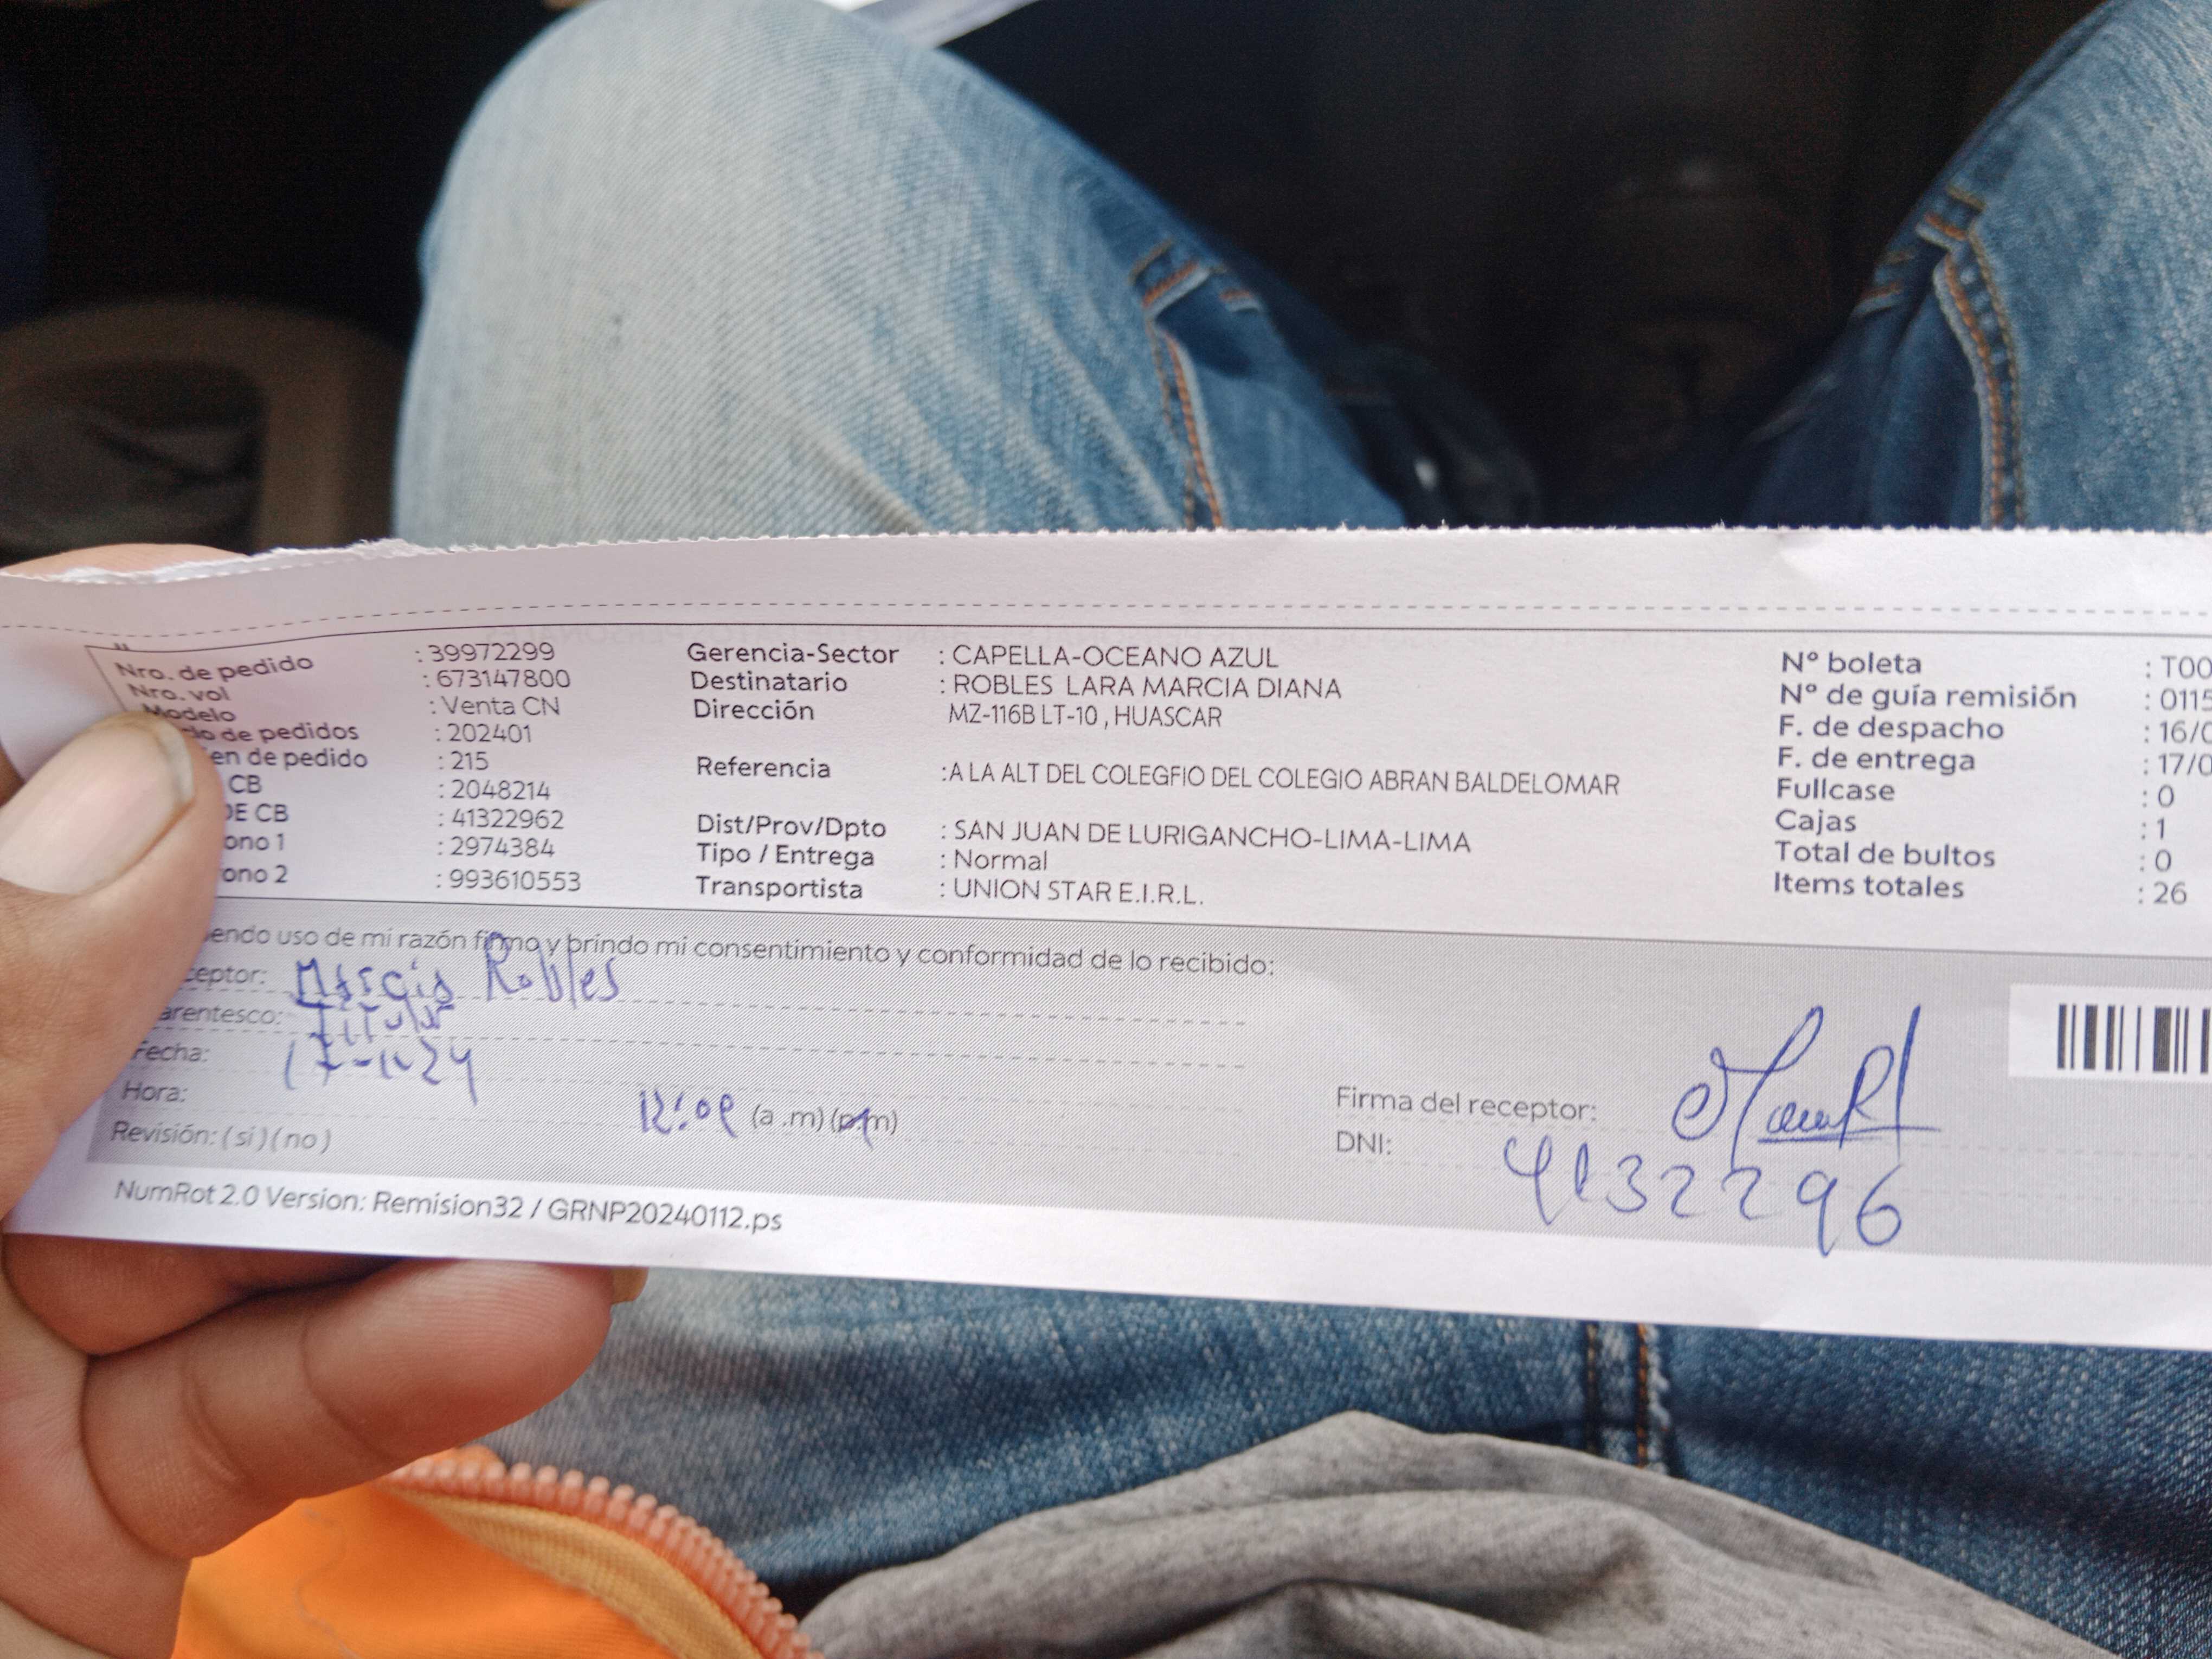 Nro. de pedido : 39972299
Nro. vol : 673147800
Modelo : Venta CN
do de pedidos : 202401
en de pedido : 215
CB : 2048214
DE CB : 41322962
ono 1 : 2974384
ono 2 : 993610553
Gerencia-Sector : CAPELLA-OCEANO AZUL
Destinatario : ROBLES LARA MARCIA DIANA
Dirección MZ-116B LT-10 , HUASCAR
Referencia :A LA ALT DEL COLEGFIO DEL COLEGIO ABRAN BALDELOMAR
Dist/Prov/Dpto : SAN JUAN DE LURIGANCHO-LIMA-LIMA
Tipo / Entrega : Normal
Transportista : UNION STAR E.I.R.L.
Nº boleta : T00
Nº de guía remisión : 0115
F. de despacho : 16/0
F. de entrega : 17/0
Fullcase : 0
Cajas : 1
Total de bultos : 0
Items totales : 26
endo uso de mi razón firmo y brindo mi consentimiento y conformidad de lo recibido:
ceptor: Marcia Robles
arentesco: Titular
Fecha: 17-1-24
Hora: (a .m) (p.m)
Revisión: ( si ) ( no )
Firma del receptor:
DNI: 4132296
NumRot 2.0 Version: Remision32 / GRNP20240112.ps